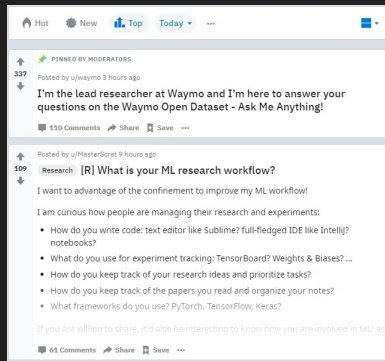 Hot New Top Today ...
PINNED BY MODERATORS
337
Posted by u/waymo 3 hours ago
I'm the lead researcher at Waymo and I'm here to answer your
questions on the Waymo Open Dataset - Ask Me Anything!
110 Comments Share Save ...
Posted by u/MasterScrat 9 hours ago
109
Research [R] What is your ML research workflow?
I want to advantage of the confinement to improve my ML workflow!
I am curious how people are managing their research and experiments:
• How do you write code: text editor like Sublime? full-fledged IDE like Intellij?
notebooks?
• What do you use for experiment tracking: TensorBoard? Weights & Biases? ...
• How do you keep track of your research ideas and prioritize tasks?
• How do you keep track of the papers you read and organize your notes?
• What frameworks do you use? PyTorch, TensorFlow, Keras?
If you are willing to share, it'd also be interesting to know how you are involved in ML: as
61 Comments Share Save ...